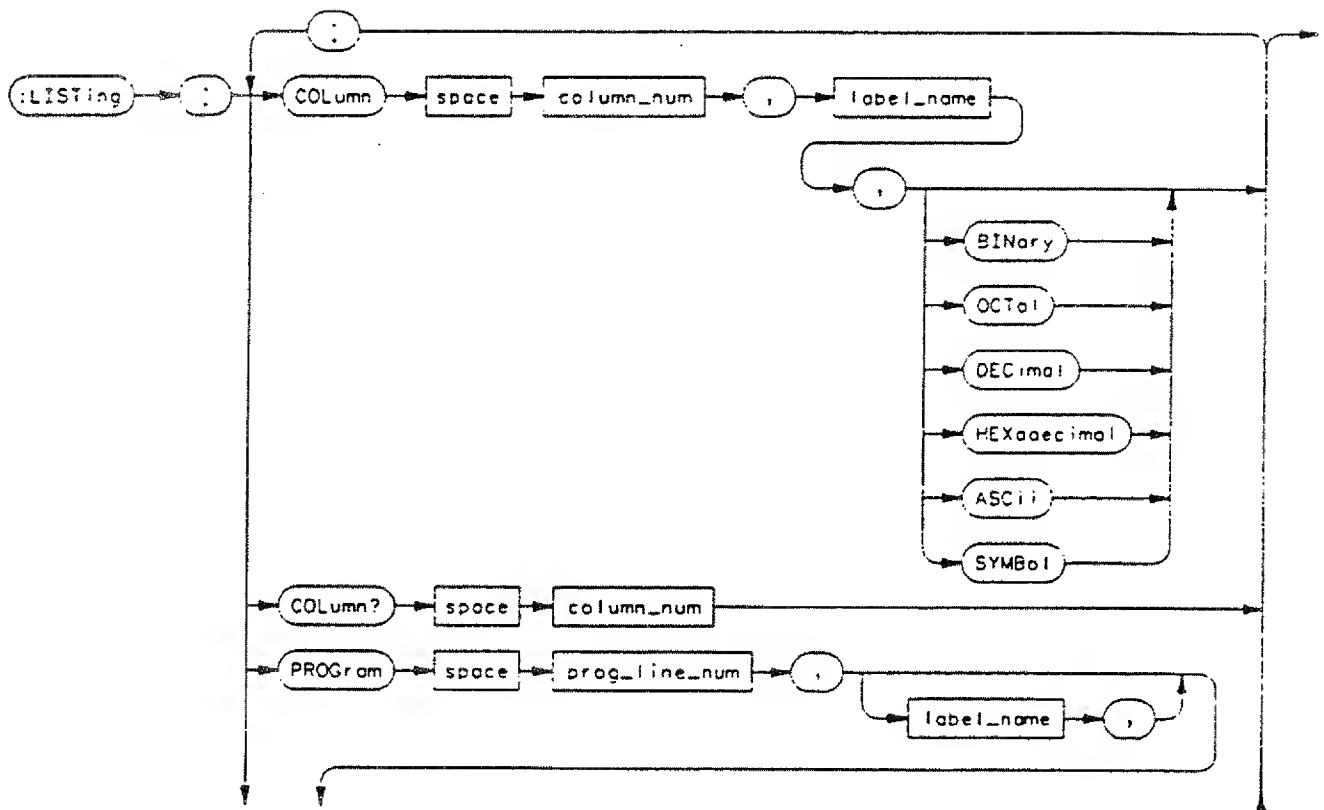 :
:LISTing : COLumn space column_num , label_name
,
BINary
OCTal
DECimal
HEXadecimal
ASCii
SYMBol
COLumn? space column_num
PROGram space prog_line_num ,
label_name ,